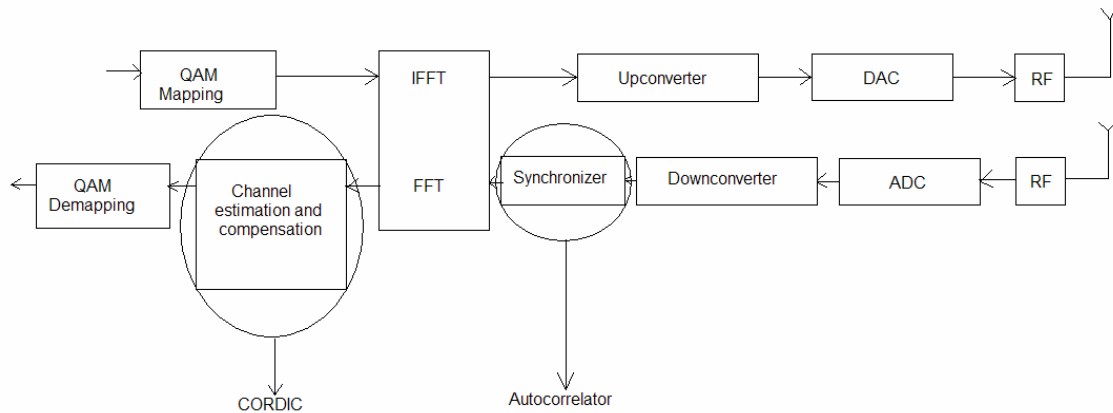 QAM
Mapping
IFFT
Upconverter
DAC
RF
QAM
Demapping
Channel
estimation and
compensation
FFT
Synchronizer
Downconverter
ADC
RF
CORDIC
Autocorrelator